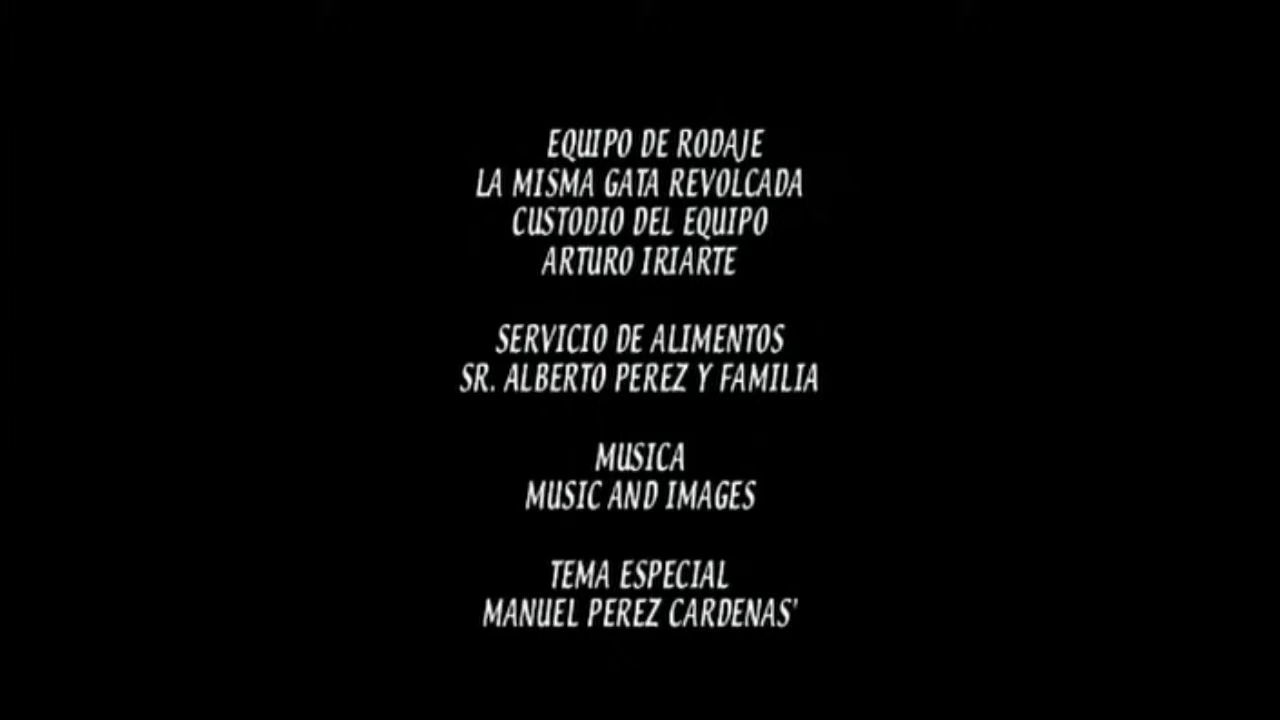 EQUIPO DE RODAJE
LA MISMA GATA REVOLCADA
CUSTODIO DEL EQUIPO
ARTURO IRIARTE
SERVICIO DE ALIMENTOS
SR. ALBERTO PEREZ Y FAMILIA
MUSICA
MUSIC AND IMAGES
TEMA ESPECIAL
MANUEL PEREZ CARDENAS'